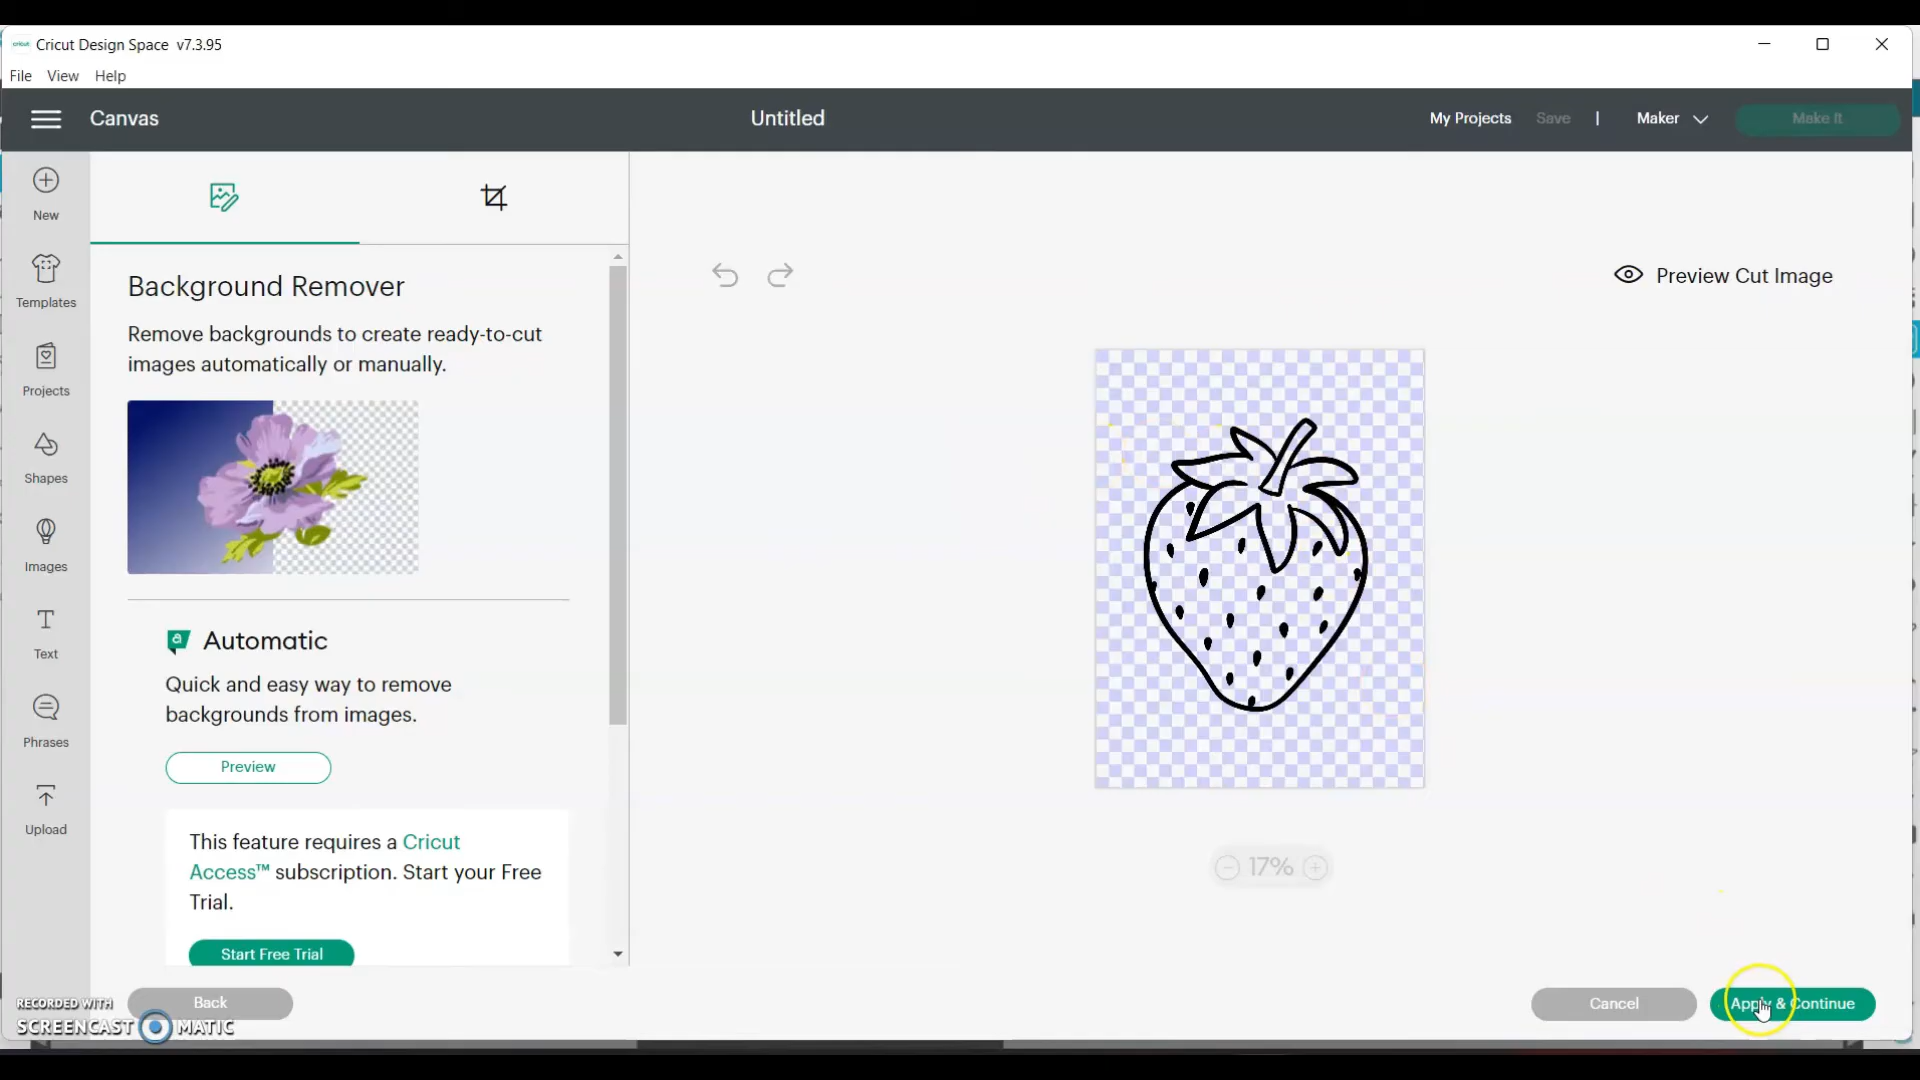 Cricut Design Space v7.3.95
File View Help
Canvas
Untitled
My Projects Save | Maker Make It
New
Templates
Projects
Shapes
Images
Text
Phrases
Upload
Background Remover
Remove backgrounds to create ready-to-cut
images automatically or manually.
Automatic
Quick and easy way to remove
backgrounds from images.
Preview
This feature requires a Cricut
Access™ subscription. Start your Free
Trial.
Start Free Trial
Preview Cut Image
17%
Back
Cancel
Apply & Continue
RECORDED WITH
SCREENCAST MATIC